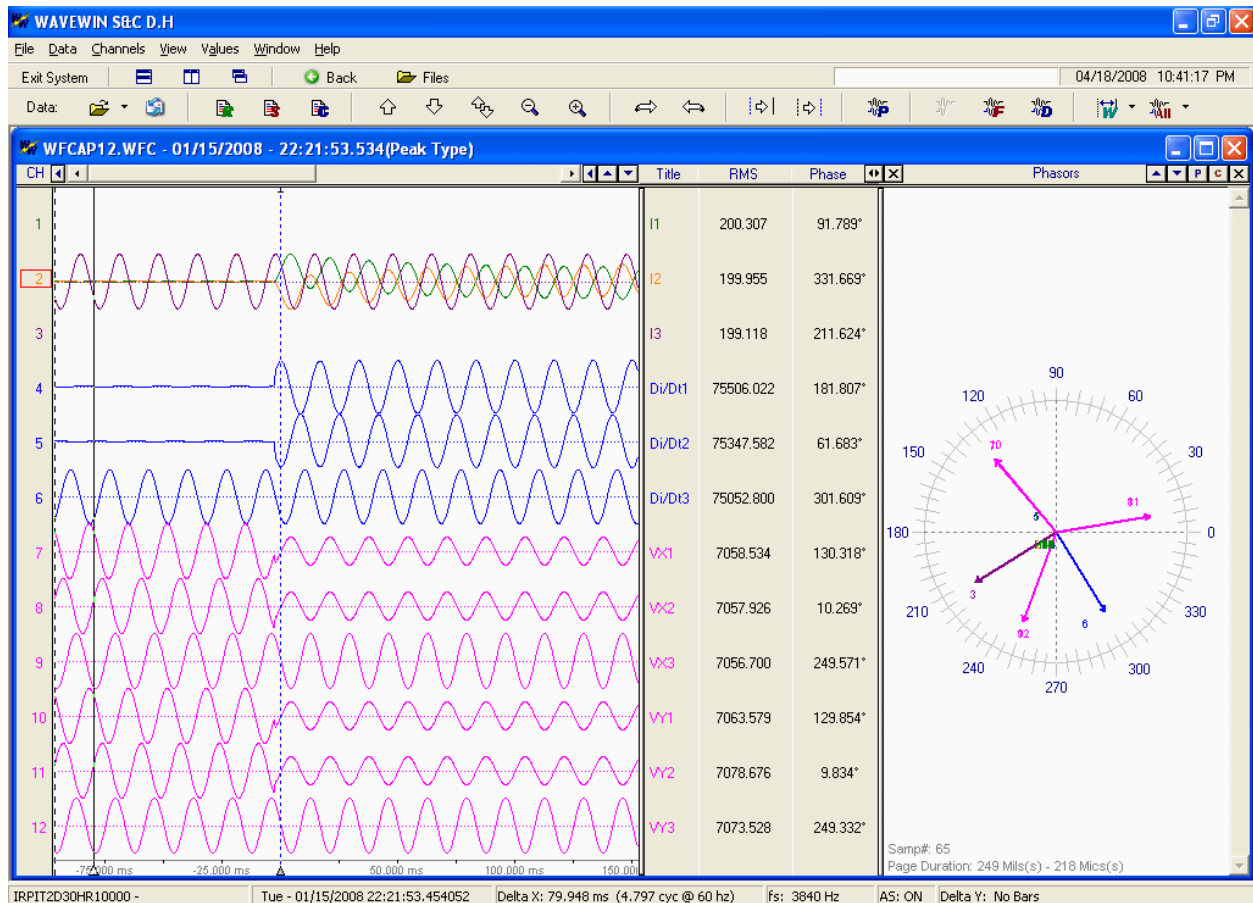 WAVEWIN S&C D.H
File Data Channels View Values Window Help
Exit System Back Files 04/18/2008 10:41:17 PM
Data:
WFCAP12.WFC - 01/15/2008 - 22:21:53.534(Peak Type)
CH Title RMS Phase Phasors P C
1 I1 200.307 91.789°
2 I2 199.955 331.669°
3 I3 199.118 211.624°
4 Di/Dt1 75506.022 181.807°
5 Di/Dt2 75347.582 61.683°
6 Di/Dt3 75052.800 301.609°
7 VX1 7058.534 130.318°
8 VX2 7057.926 10.269°
9 VX3 7056.700 249.571°
10 VY1 7063.579 129.854°
11 VY2 7078.676 9.834°
12 VY3 7073.528 249.332°
90
120 60
150 30
180 0
210 330
240 300
270
3
6
-25.000 ms 50.000 ms 100.000 ms
Samp#: 65
Page Duration: 249 Mils(s) - 218 Mics(s)
IRPIT2D30HR10000 - Tue - 01/15/2008 22:21:53.454052 Delta X: 79.948 ms (4.797 cyc @ 60 hz) fs: 3840 Hz AS: ON Delta Y: No Bars